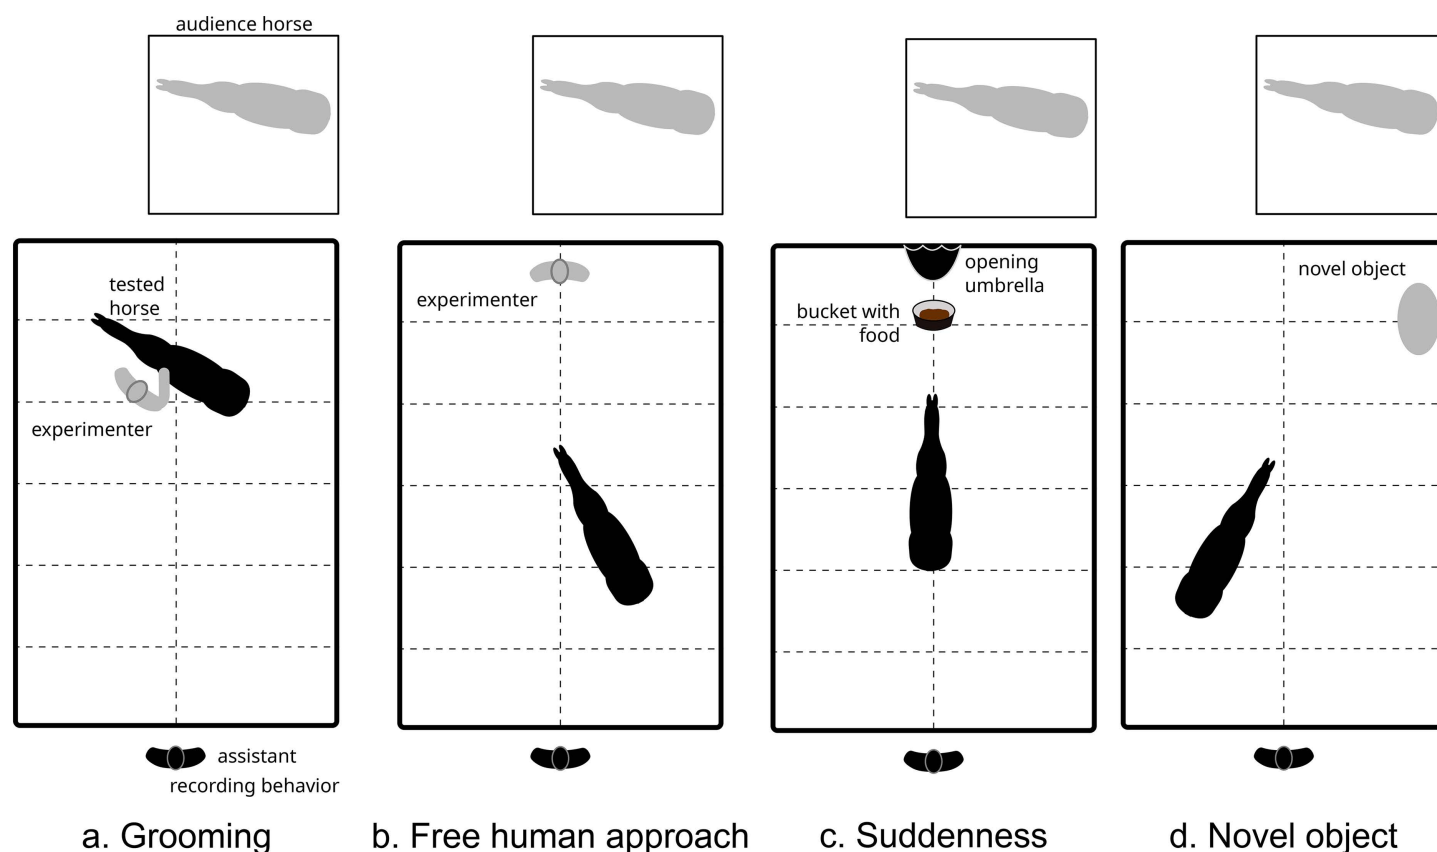 audience horse
tested
horse
experimenter
assistant
recording behavior
a. Grooming
experimenter
b. Free human approach
opening
umbrella
bucket with
food
c. Suddenness
novel object
d. Novel object